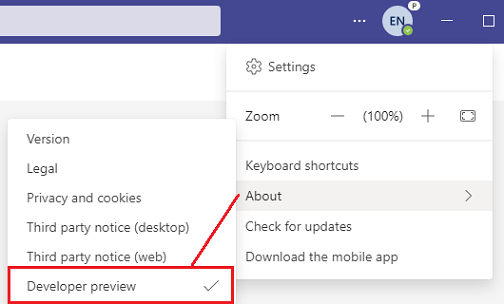 EN
P
Settings
Zoom
(100%)
Keyboard shortcuts
About
Check for updates
Download the mobile app
Version
Legal
Privacy and cookies
Third party notice (desktop)
Third party notice (web)
Developer preview